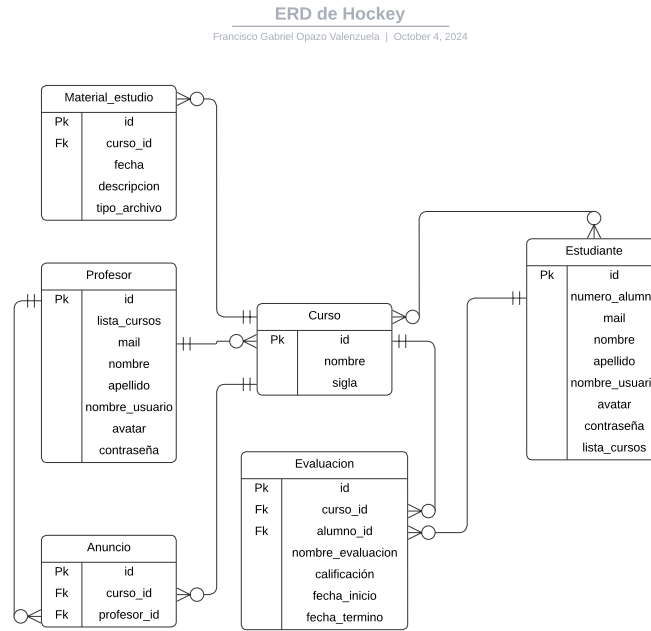 ERD de Hockey
Francisco Gabriel Opazo Valenzuela | October 4, 2024
Material_estudio
Pk id
Fk curso_id
fecha
descripcion
tipo_archivo
Profesor
Pk id
lista_cursos
mail
nombre
apellido
nombre_usuario
avatar
contraseña
Curso
Pk id
nombre
sigla
Estudiante
Pk id
numero_alumn
mail
nombre
apellido
nombre_usuari
avatar
contraseña
lista_cursos
Evaluacion
Pk id
Fk curso_id
Fk alumno_id
nombre_evaluacion
calificación
fecha_inicio
fecha_termino
Anuncio
Pk id
Fk curso_id
Fk profesor_id